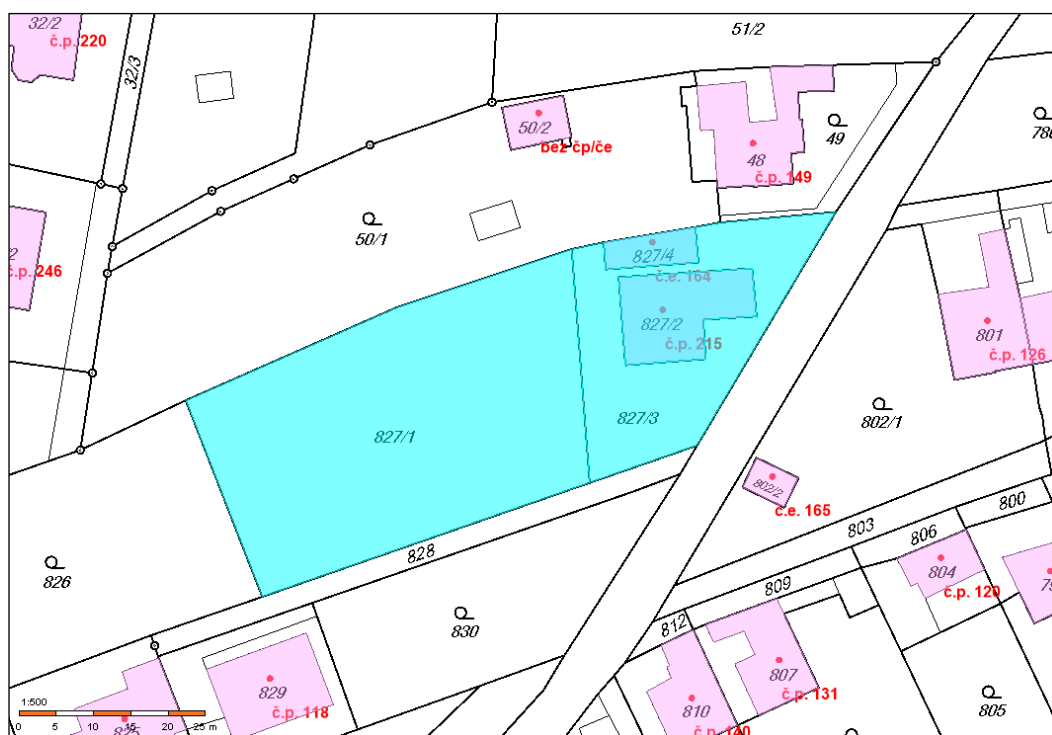 32/2
č.p. 220
32/3
51/2
50/2
bez čp/če
49
48
č.p. 149
50/1
č.p. 246
827/4
č.e. 164
827/2
č.p. 215
801
č.p. 126
827/1
827/3
802/1
802/2
č.e. 165
800
803
806
804
č.p. 120
828
826
809
830
812
807
č.p. 131
829
č.p. 118
810
č.p. 140
805
1:500
0 5 10 15 20 25 m